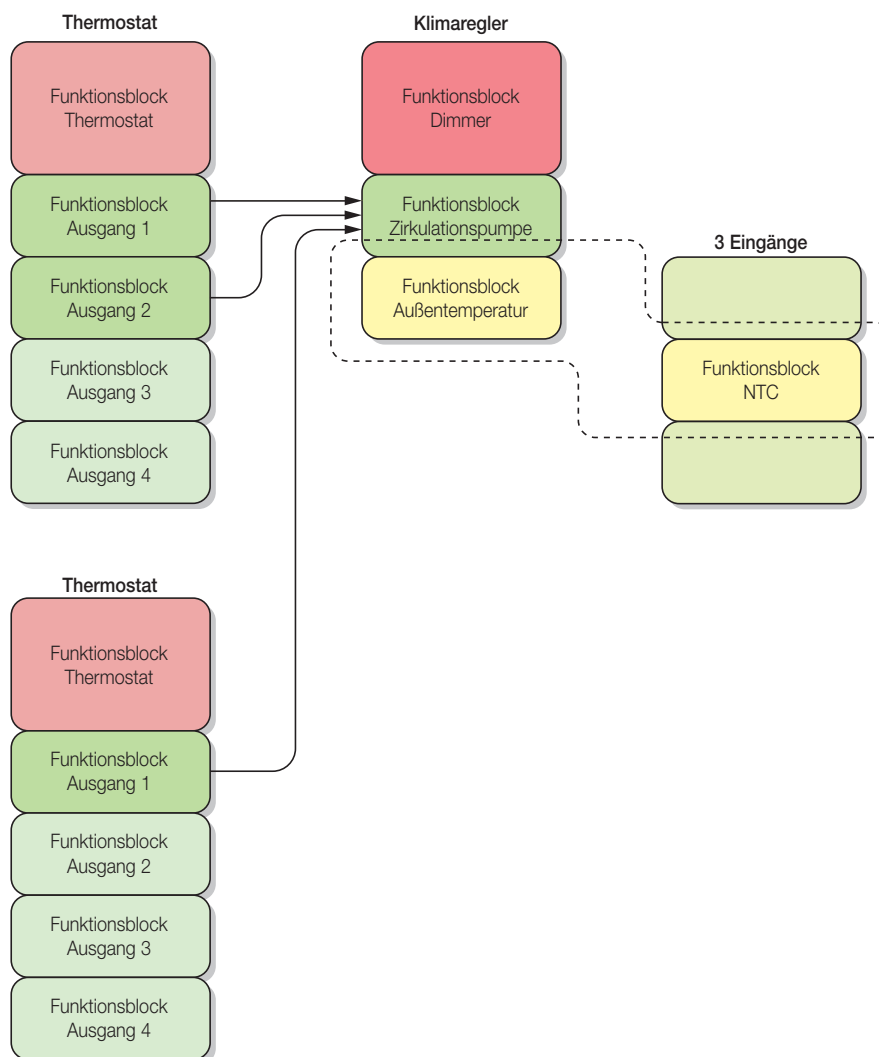 Thermostat
Funktionsblock
Thermostat
Funktionsblock
Ausgang 1
Funktionsblock
Ausgang 2
Funktionsblock
Ausgang 3
Funktionsblock
Ausgang 4
Klimaregler
Funktionsblock
Dimmer
Funktionsblock
Zirkulationspumpe
Funktionsblock
Außentemperatur
3 Eingänge
Funktionsblock
NTC
Thermostat
Funktionsblock
Thermostat
Funktionsblock
Ausgang 1
Funktionsblock
Ausgang 2
Funktionsblock
Ausgang 3
Funktionsblock
Ausgang 4